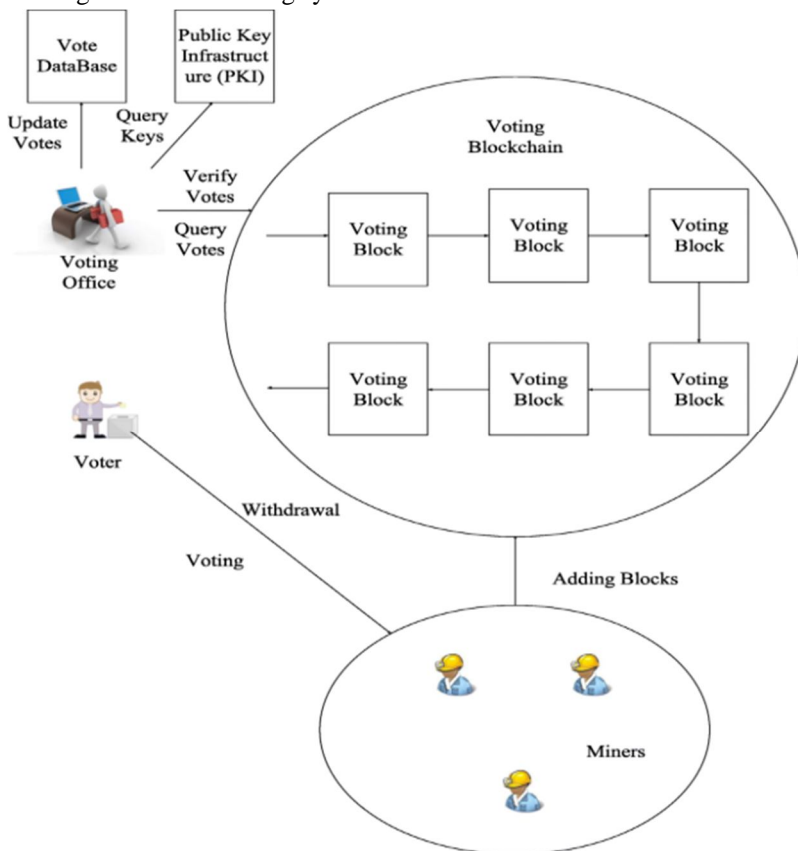 Vote
DataBase
Public Key
Infrastruct
ure (PKI)
Update
Votes
Query
Keys
Verify
Votes
Query
Votes
Voting
Office
Voting
Blockchain
Voting
Block
Voting
Block
Voting
Block
Voting
Block
Voting
Block
Voting
Block
Voter
Withdrawal
Voting
Adding Blocks
Miners